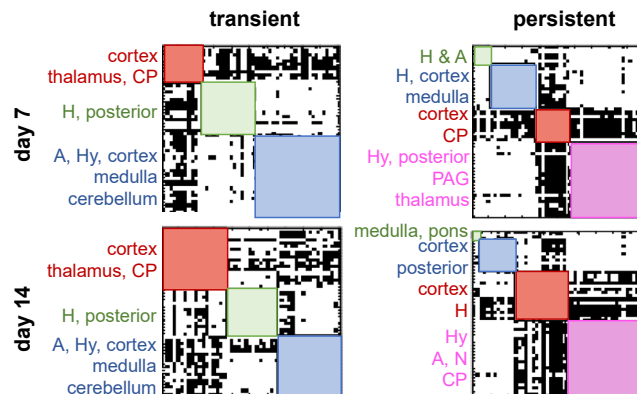 transient
persistent
day 7
cortex
thalamus, CP
H, posterior
A, Hy, cortex
medulla
cerebellum
H & A
H, cortex
medulla
cortex
CP
Hy, posterior
PAG
thalamus
day 14
cortex
thalamus, CP
H, posterior
A, Hy, cortex
medulla
cerebellum
medulla, pons
cortex
posterior
cortex
H
Hy
A, N
CP